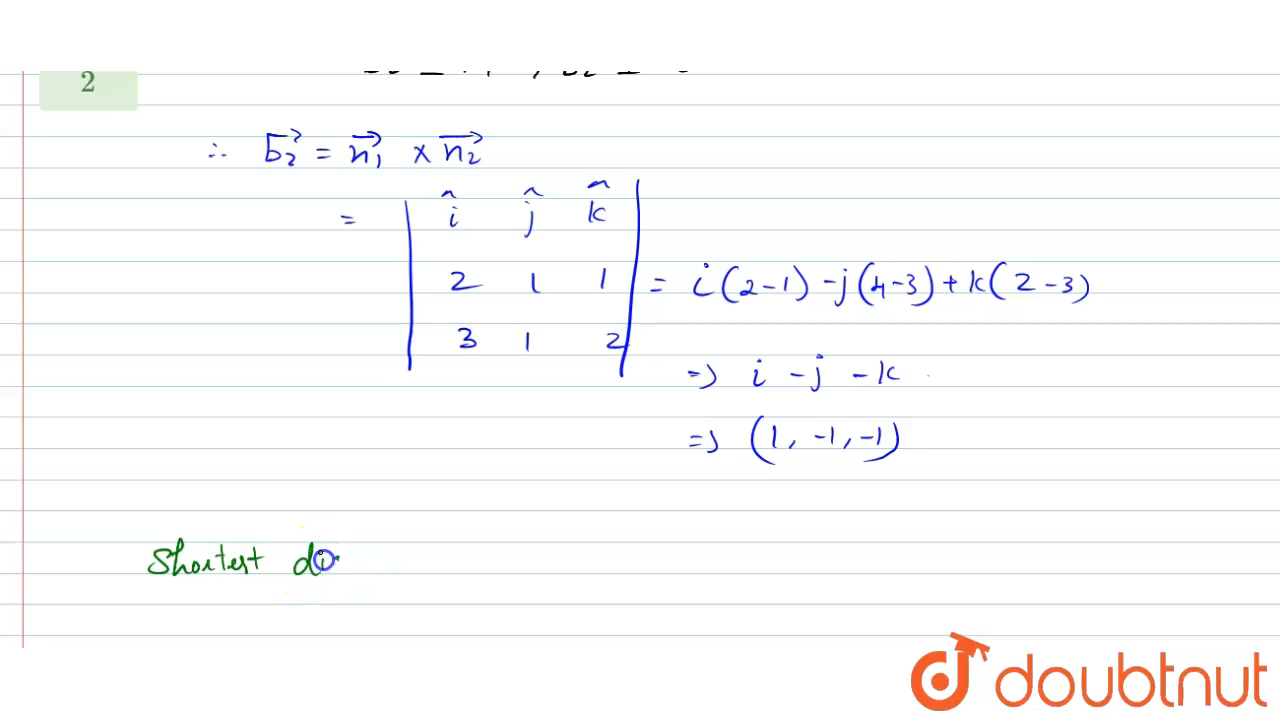 2
∴ b₂⃗ = n₁⃗ × n₂⃗
= | î ĵ k̂ |
| 2 1 1 | = i(2-1) -j(4-3) + k(2-3)
| 3 1 2 |
=> i - j - k
=> (1, -1, -1)
Shortest di
doubtnut